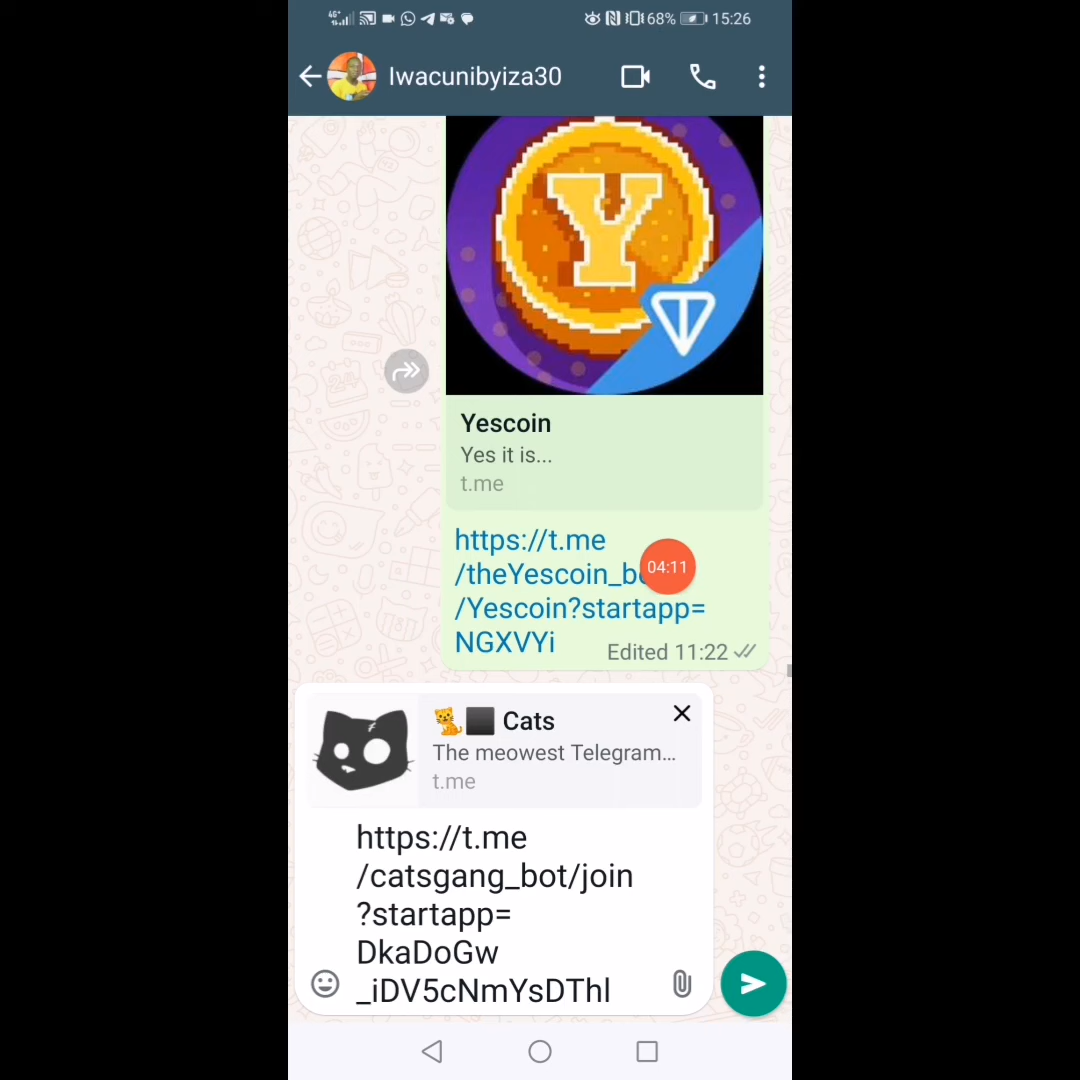 4G+ 68% 15:26
Iwacunibyiza30
Y
Yescoin
Yes it is...
t.me
https://t.me
/theYescoin_b
04:11
/Yescoin?startapp=
NGXVYi
Edited 11:22
Cats
The meowest Telegram...
t.me
https://t.me
/catsgang_bot/join
?startapp=
DkaDoGw
_iDV5cNmYsDThl